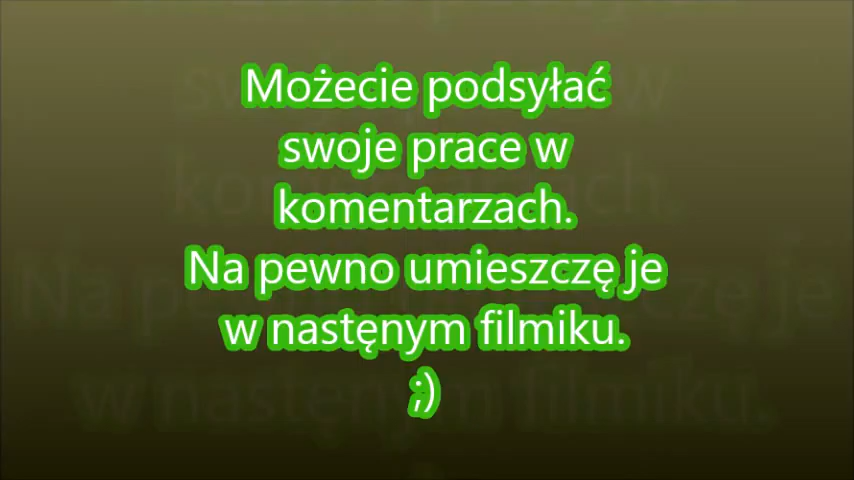 Możecie podsyłać
swoje prace w
komentarzach.
Na pewno umieszczę je
w nastęnym filmiku.
;)